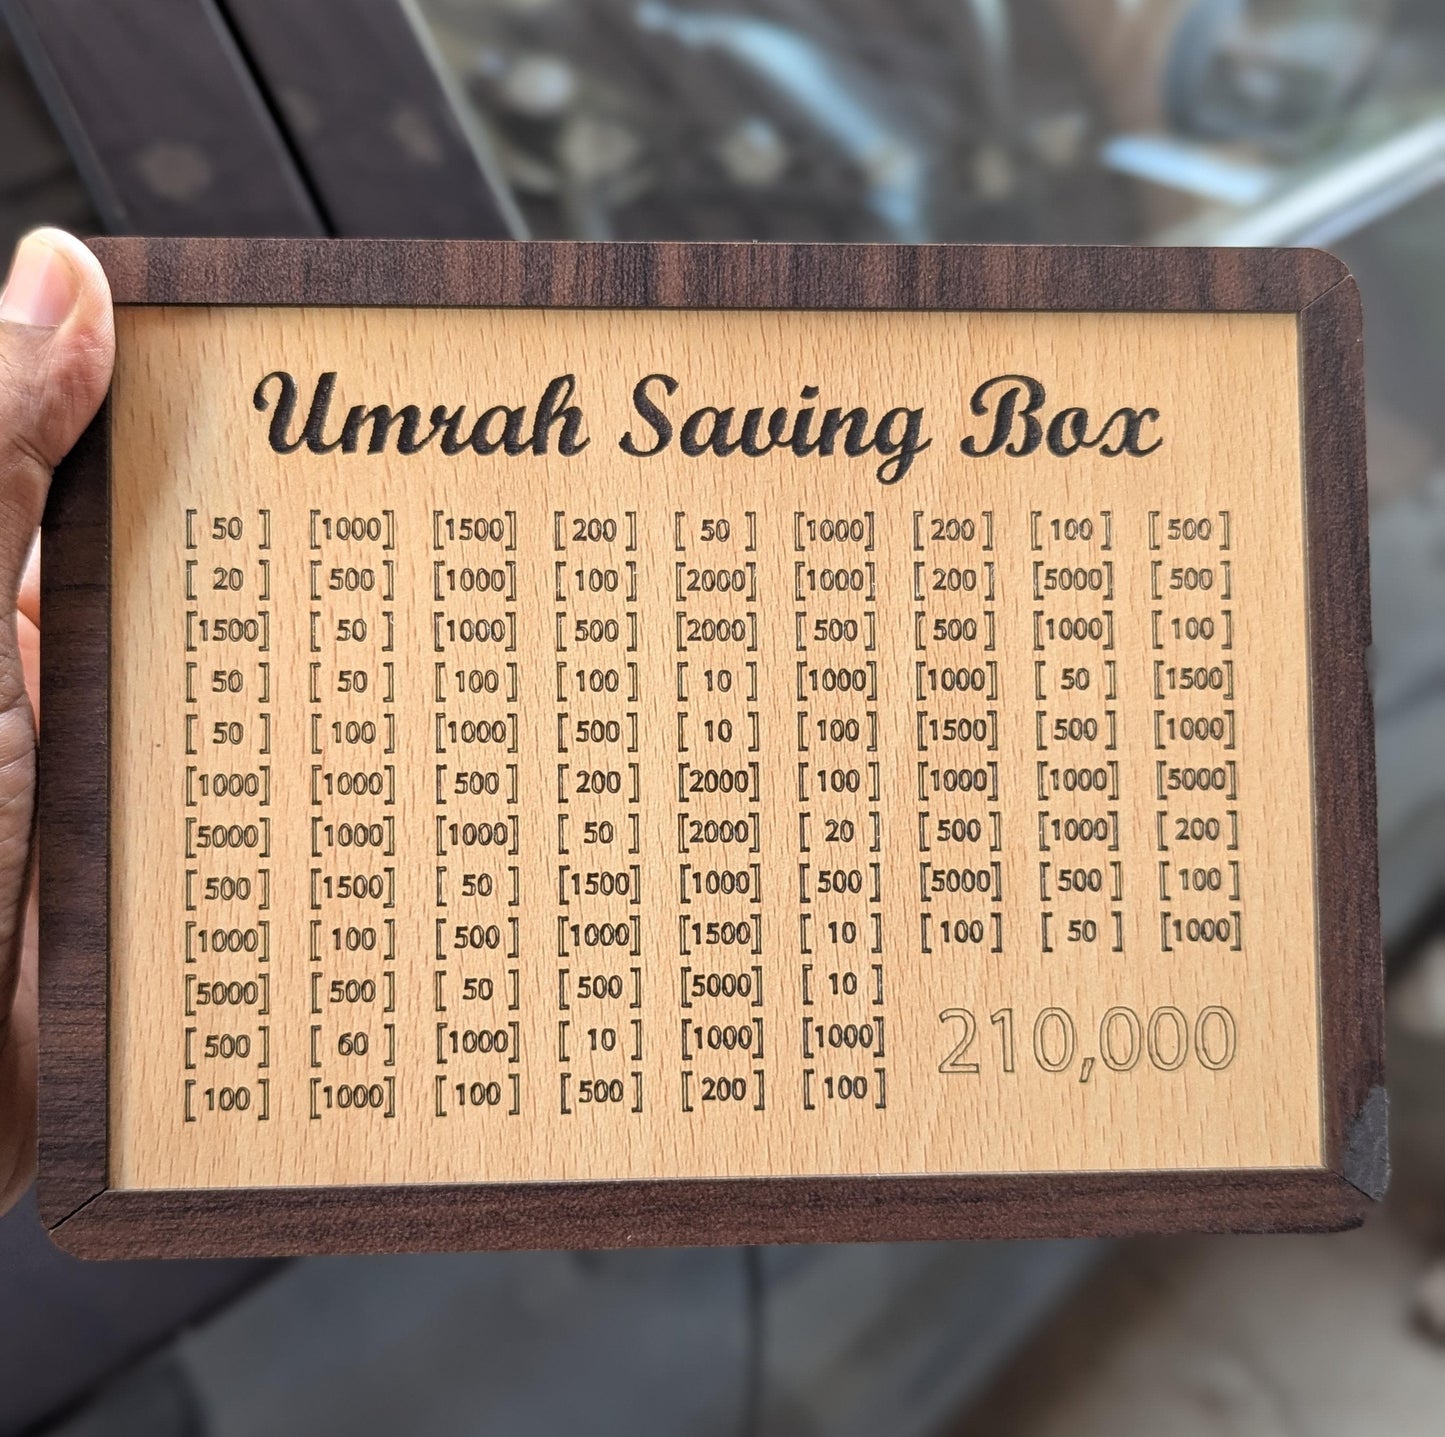 Umrah Saving Box
[ 50 ] [1000] [1500] [ 200 ] [ 50 ] [1000] [ 200 ] [ 100 ] [ 500 ]
[ 20 ] [ 500 ] [1000] [ 100 ] [2000] [1000] [ 200 ] [5000] [ 500 ]
[1500] [ 50 ] [1000] [ 500 ] [2000] [ 500 ] [ 500 ] [1000] [ 100 ]
[ 50 ] [ 50 ] [ 100 ] [ 100 ] [ 10 ] [1000] [1000] [ 50 ] [1500]
[ 50 ] [ 100 ] [1000] [ 500 ] [ 10 ] [ 100 ] [1500] [ 500 ] [1000]
[1000] [1000] [ 500 ] [ 200 ] [2000] [ 100 ] [1000] [1000] [5000]
[5000] [1000] [1000] [ 50 ] [2000] [ 20 ] [ 500 ] [1000] [ 200 ]
[ 500 ] [1500] [ 50 ] [1500] [1000] [ 500 ] [5000] [ 500 ] [ 100 ]
[1000] [ 100 ] [ 500 ] [1000] [1500] [ 10 ] [ 100 ] [ 50 ] [1000]
[5000] [ 500 ] [ 50 ] [ 500 ] [5000] [ 10 ]
[ 500 ] [ 60 ] [1000] [ 10 ] [1000] [1000] 210,000
[ 100 ] [1000] [ 100 ] [ 500 ] [ 200 ] [ 100 ]